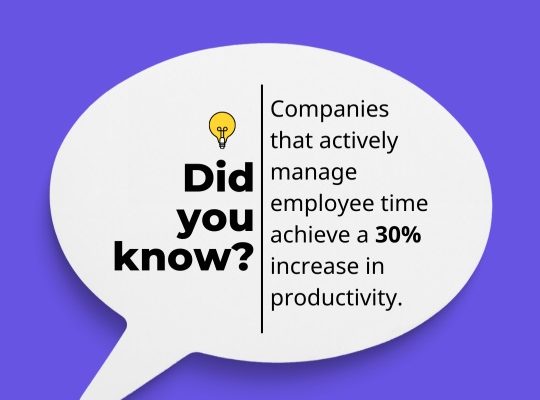 Did
you
know?
Companies
that actively
manage
employee time
achieve a 30%
increase in
productivity.